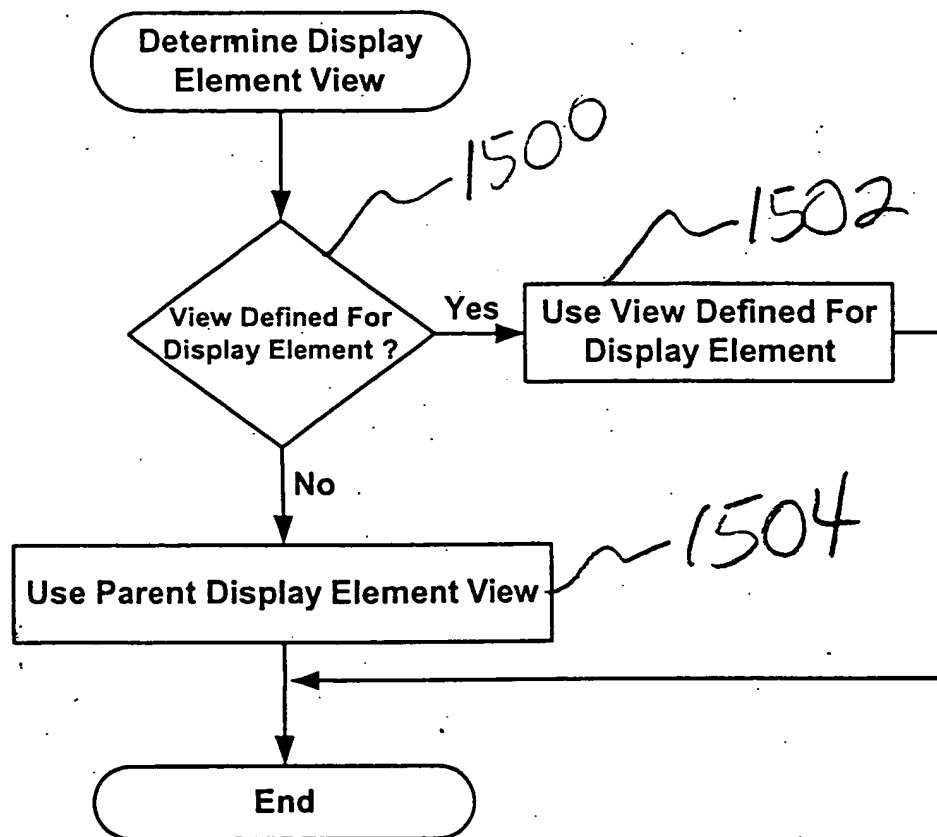 Determine Display
Element View
1500
1502
View Defined For
Display Element ?
Yes
Use View Defined For
Display Element
No
1504
Use Parent Display Element View
End